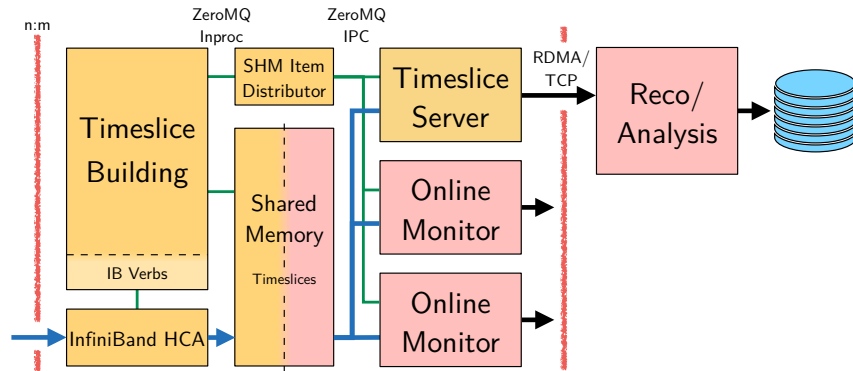 n:m
ZeroMQ
Inproc
ZeroMQ
IPC
Timeslice
Building
IB Verbs
InfiniBand HCA
SHM Item
Distributor
Shared
Memory
Timeslices
Timeslice
Server
Online
Monitor
Online
Monitor
RDMA/
TCP
Reco/
Analysis